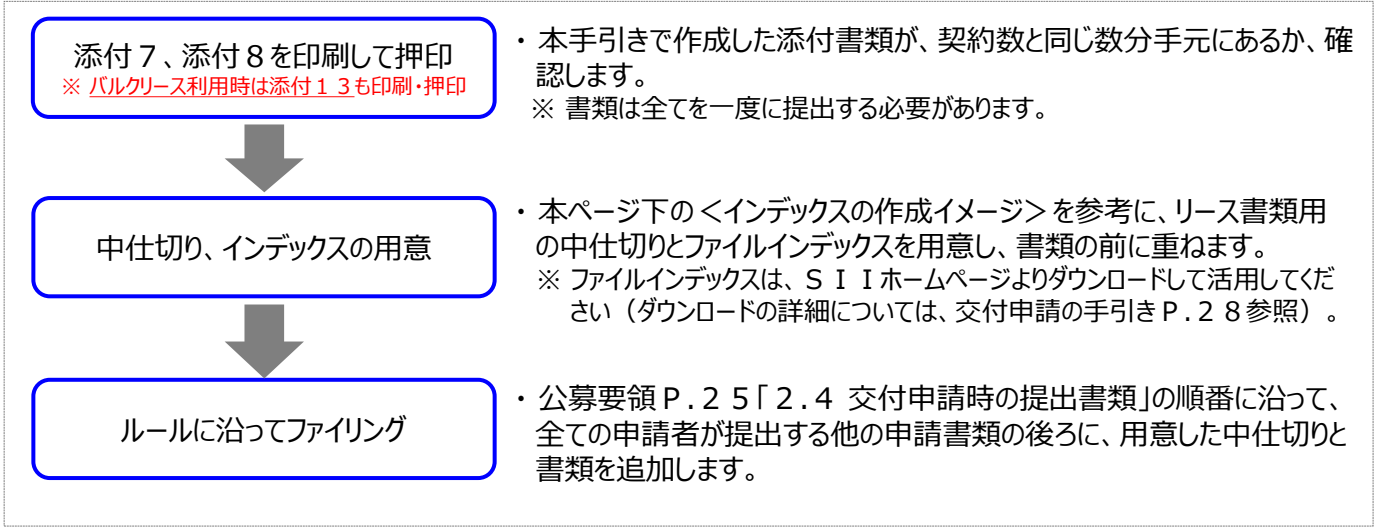 添付７、添付８を印刷して押印
※ バルクリース利用時は添付１３も印刷・押印
・ 本手引きで作成した添付書類が、契約数と同じ数分手元にあるか、確
認します。
※ 書類は全てを一度に提出する必要があります。
中仕切り、インデックスの用意
・ 本ページ下の＜インデックスの作成イメージ＞を参考に、リース書類用
の中仕切りとファイルインデックスを用意し、書類の前に重ねます。
※ ファイルインデックスは、ＳＩＩホームページよりダウンロードして活用してくだ
さい（ダウンロードの詳細については、交付申請の手引きＰ.２８参照）。
ルールに沿ってファイリング
・ 公募要領Ｐ.２５「２.４ 交付申請時の提出書類」の順番に沿って、
全ての申請者が提出する他の申請書類の後ろに、用意した中仕切りと
書類を追加します。